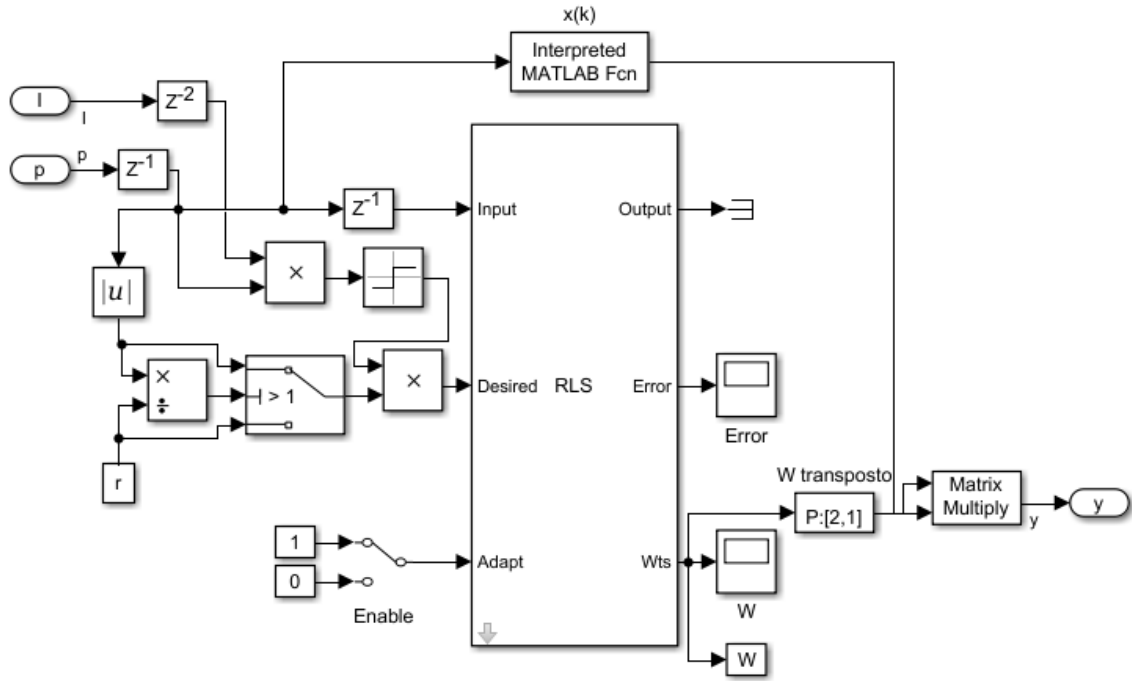 x(k)
Interpreted
MATLAB Fcn
I
I
Z-2
p
p
Z-1
Z-1
Input
Output
×
|u|
×
÷
> 1
×
Desired
RLS
Error
Error
r
W transposto
P:[2,1]
Matrix
Multiply
y
y
1
0
Enable
Adapt
Wts
W
W